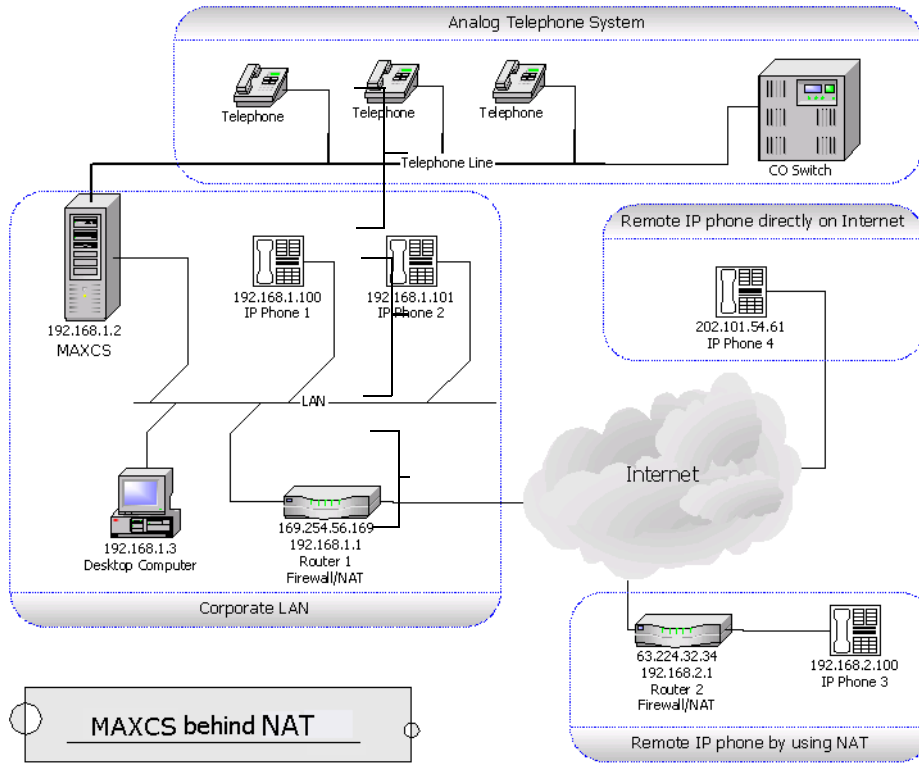 Analog Telephone System
Telephone
Telephone
Telephone
Telephone Line
CO Switch
192.168.1.2
MAXCS
192.168.1.100
IP Phone 1
192.168.1.101
IP Phone 2
LAN
192.168.1.3
Desktop Computer
169.254.56.169
192.168.1.1
Router 1
Firewall/NAT
Corporate LAN
Remote IP phone directly on Internet
202.101.54.61
IP Phone 4
Internet
63.224.32.34
192.168.2.1
Router 2
Firewall/NAT
192.168.2.100
IP Phone 3
Remote IP phone by using NAT
MAXCS behind NAT